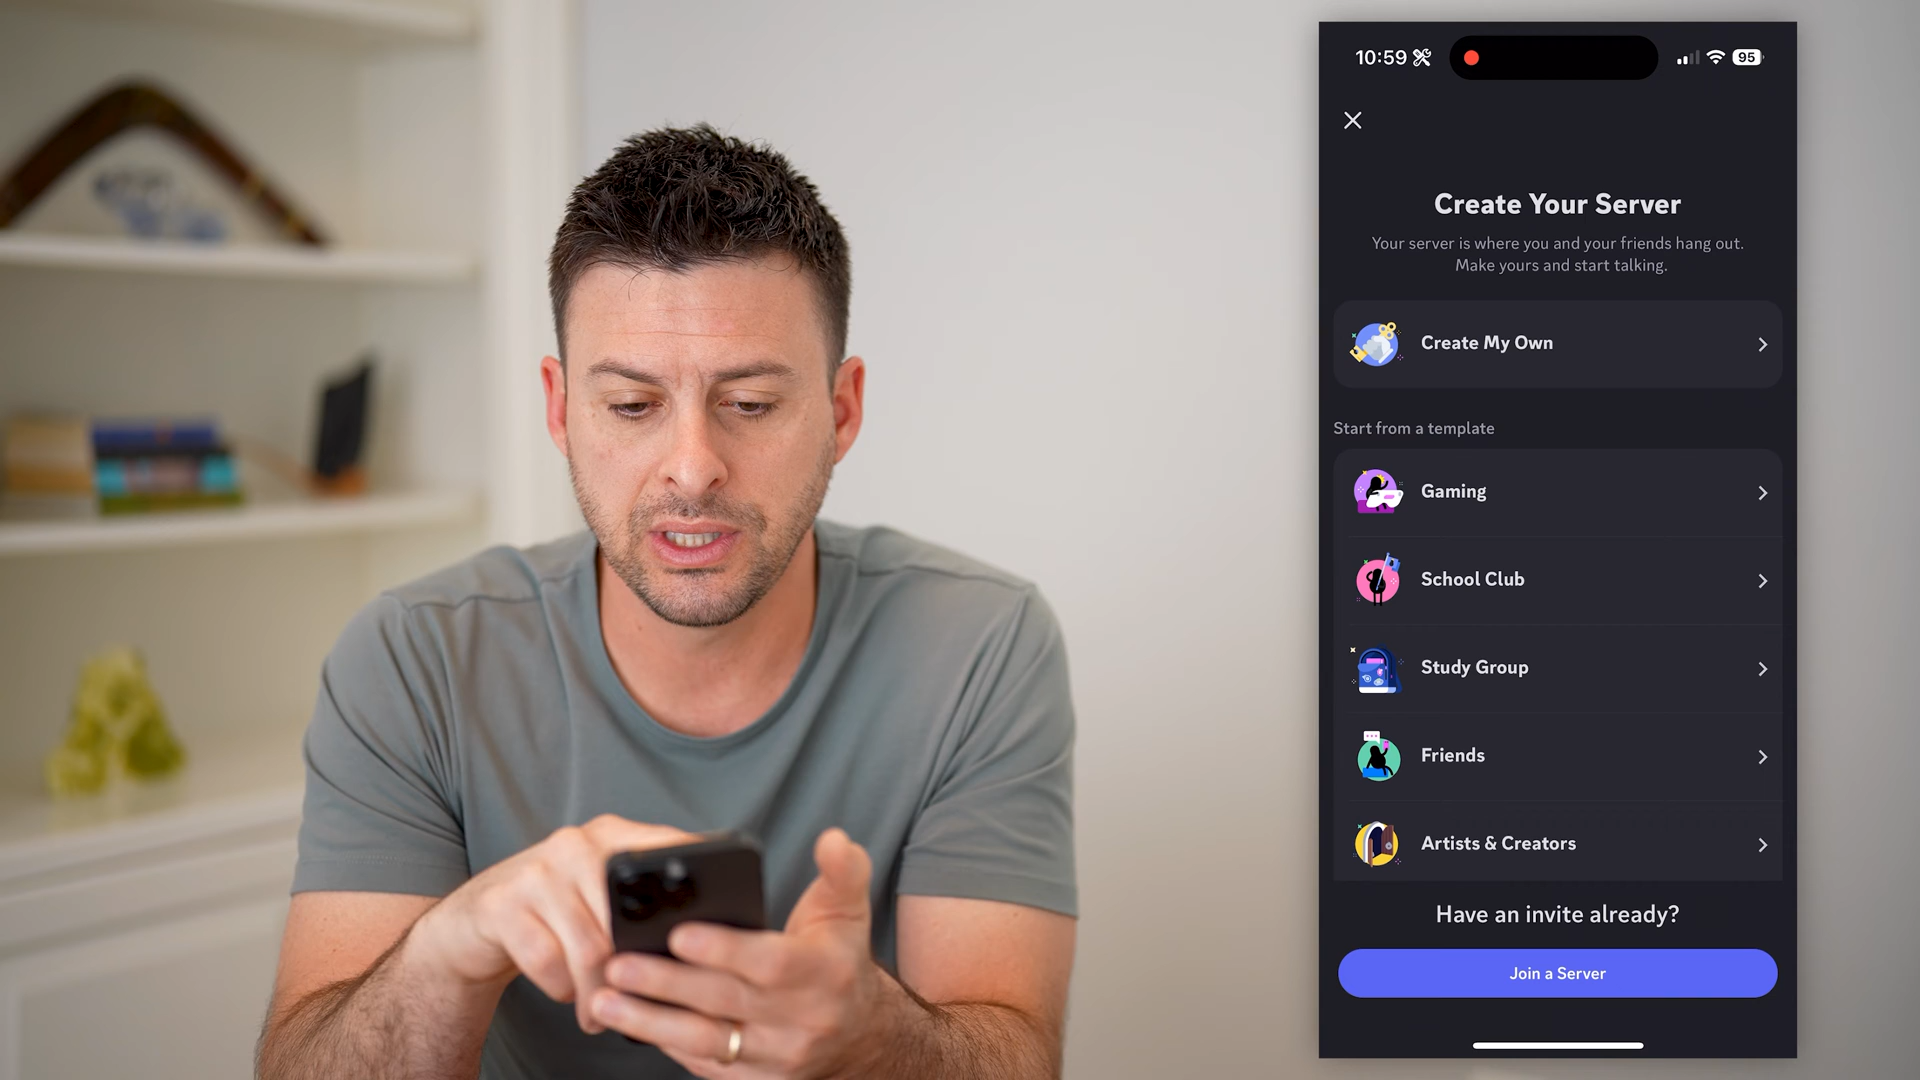 10:59
95
Create Your Server
Your server is where you and your friends hang out.
Make yours and start talking.
Create My Own
Start from a template
Gaming
School Club
Study Group
Friends
Artists & Creators
Have an invite already?
Join a Server